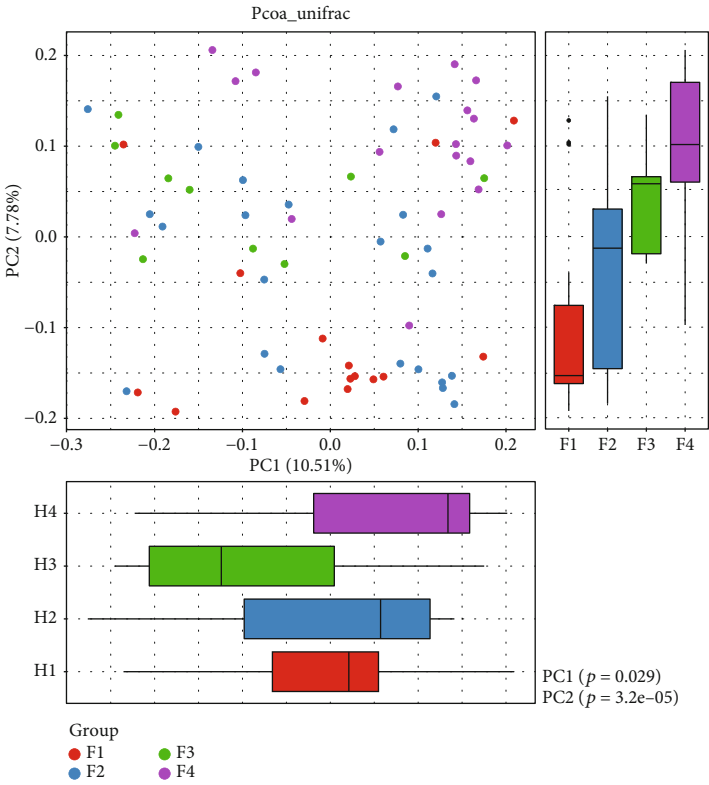 Pcoa_unifrac
PC2 (7.78%)
0.2
0.1
0.0
−0.1
−0.2
−0.3 −0.2 −0.1 0.0 0.1 0.2
PC1 (10.51%)
F1 F2 F3 F4
H4
H3
H2
H1
PC1 (p = 0.029)
PC2 (p = 3.2e–05)
Group
F1 F3
F2 F4